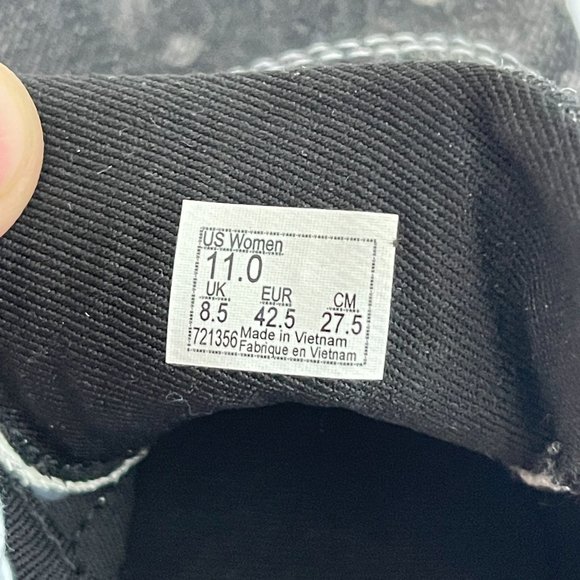 US Women
11.0
UK EUR CM
8.5 42.5 27.5
721356 Made in Vietnam
Fabrique en Vietnam